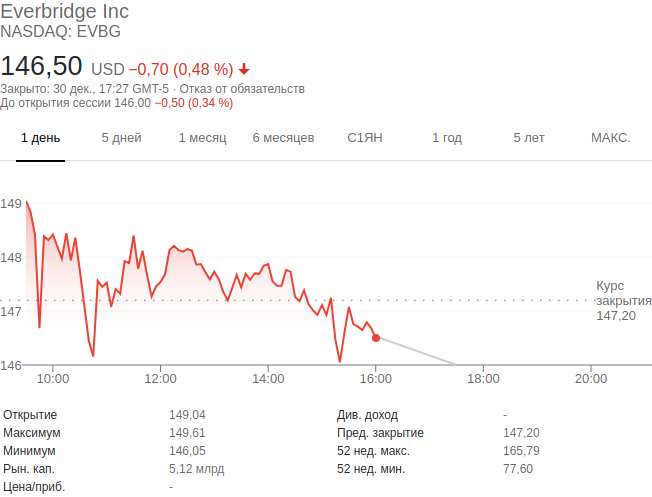 Everbridge Inc
NASDAQ: EVBG
146,50 USD −0,70 (0,48 %)
Закрыто: 30 дек., 17:27 GMT-5 · Отказ от обязательств
До открытия сессии 146,00 −0,50 (0,34 %)
1 день 5 дней 1 месяц 6 месяцев С1ЯН 1 год 5 лет МАКС.
149
148
Курс
закрытия
147,20
147
146
10:00 12:00 14:00 16:00 18:00 20:00
Открытие 149,04 Див. доход -
Максимум 149,61 Пред. закрытие 147,20
Минимум 146,05 52 нед. макс. 165,79
Рын. кап. 5,12 млрд 52 нед. мин. 77,60
Цена/приб. -